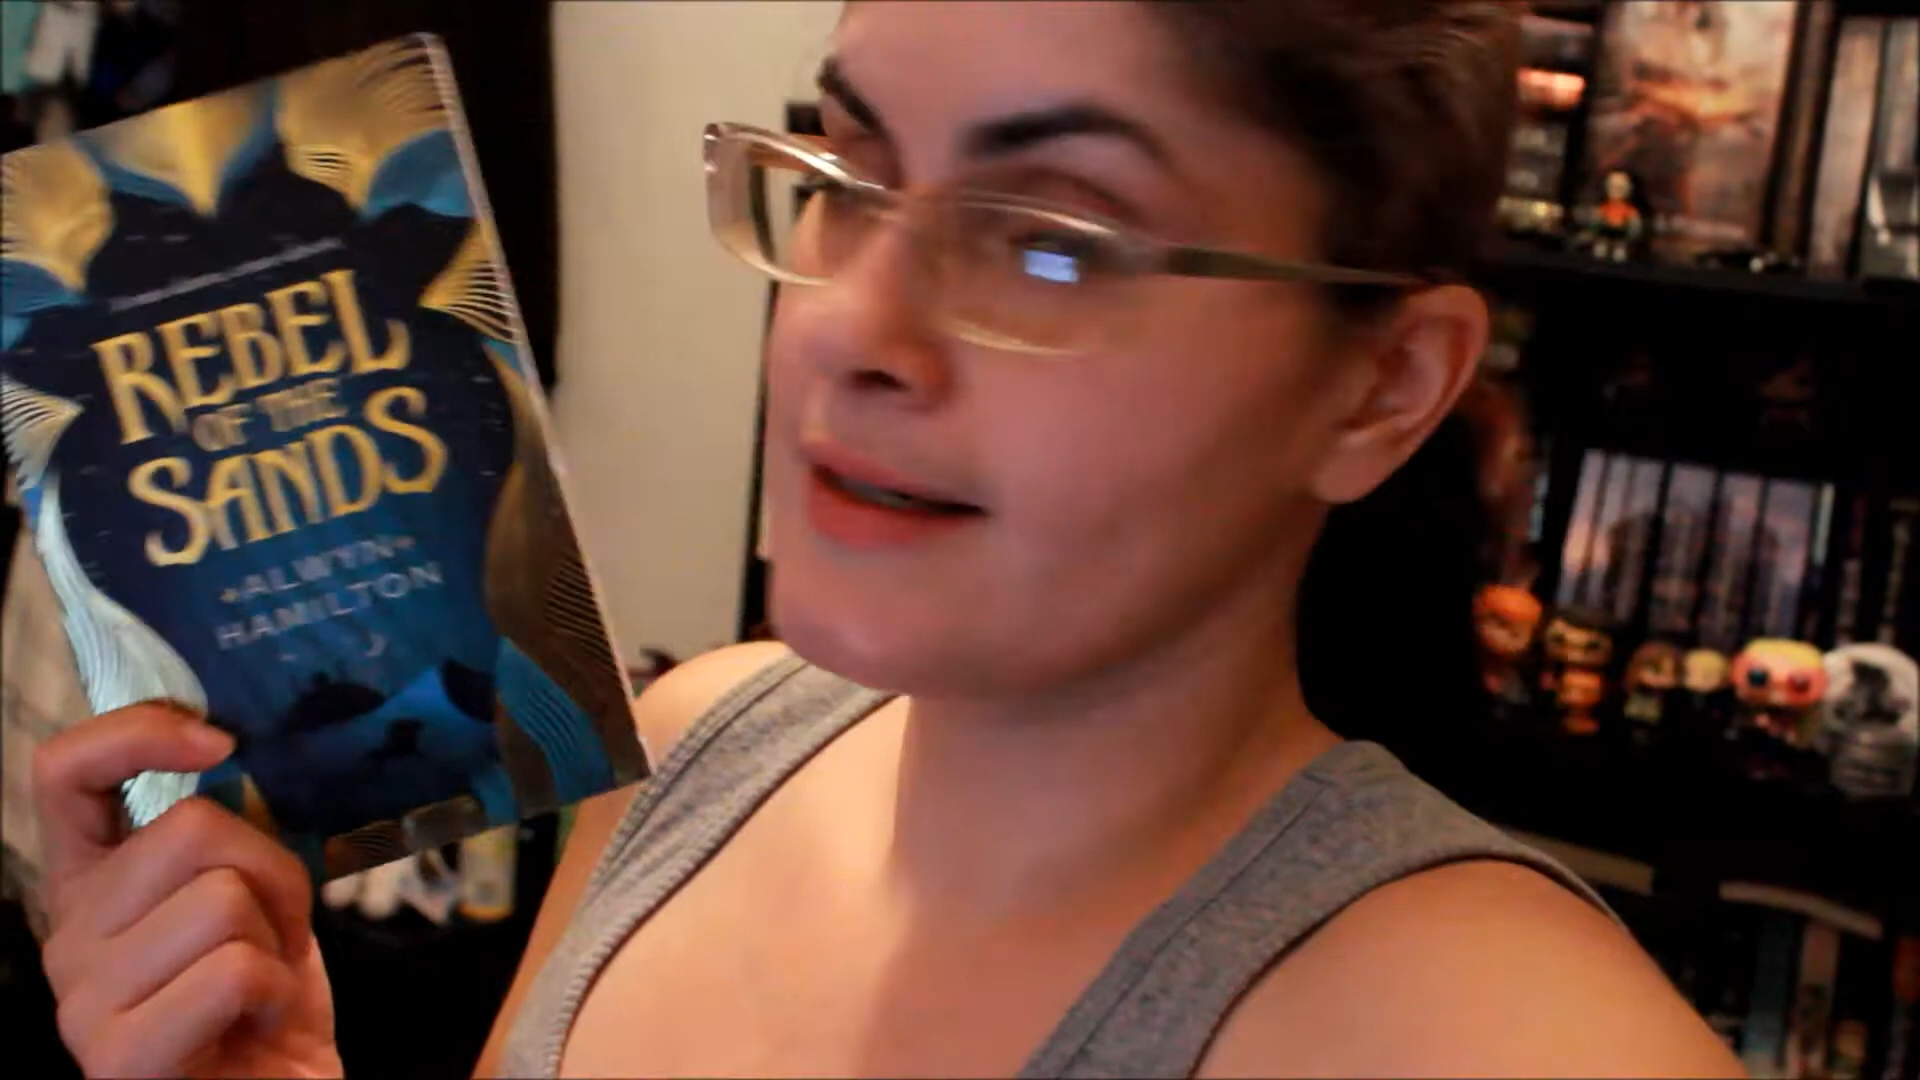 REBEL
OF THE
SANDS
ALWYN
HAMILTON